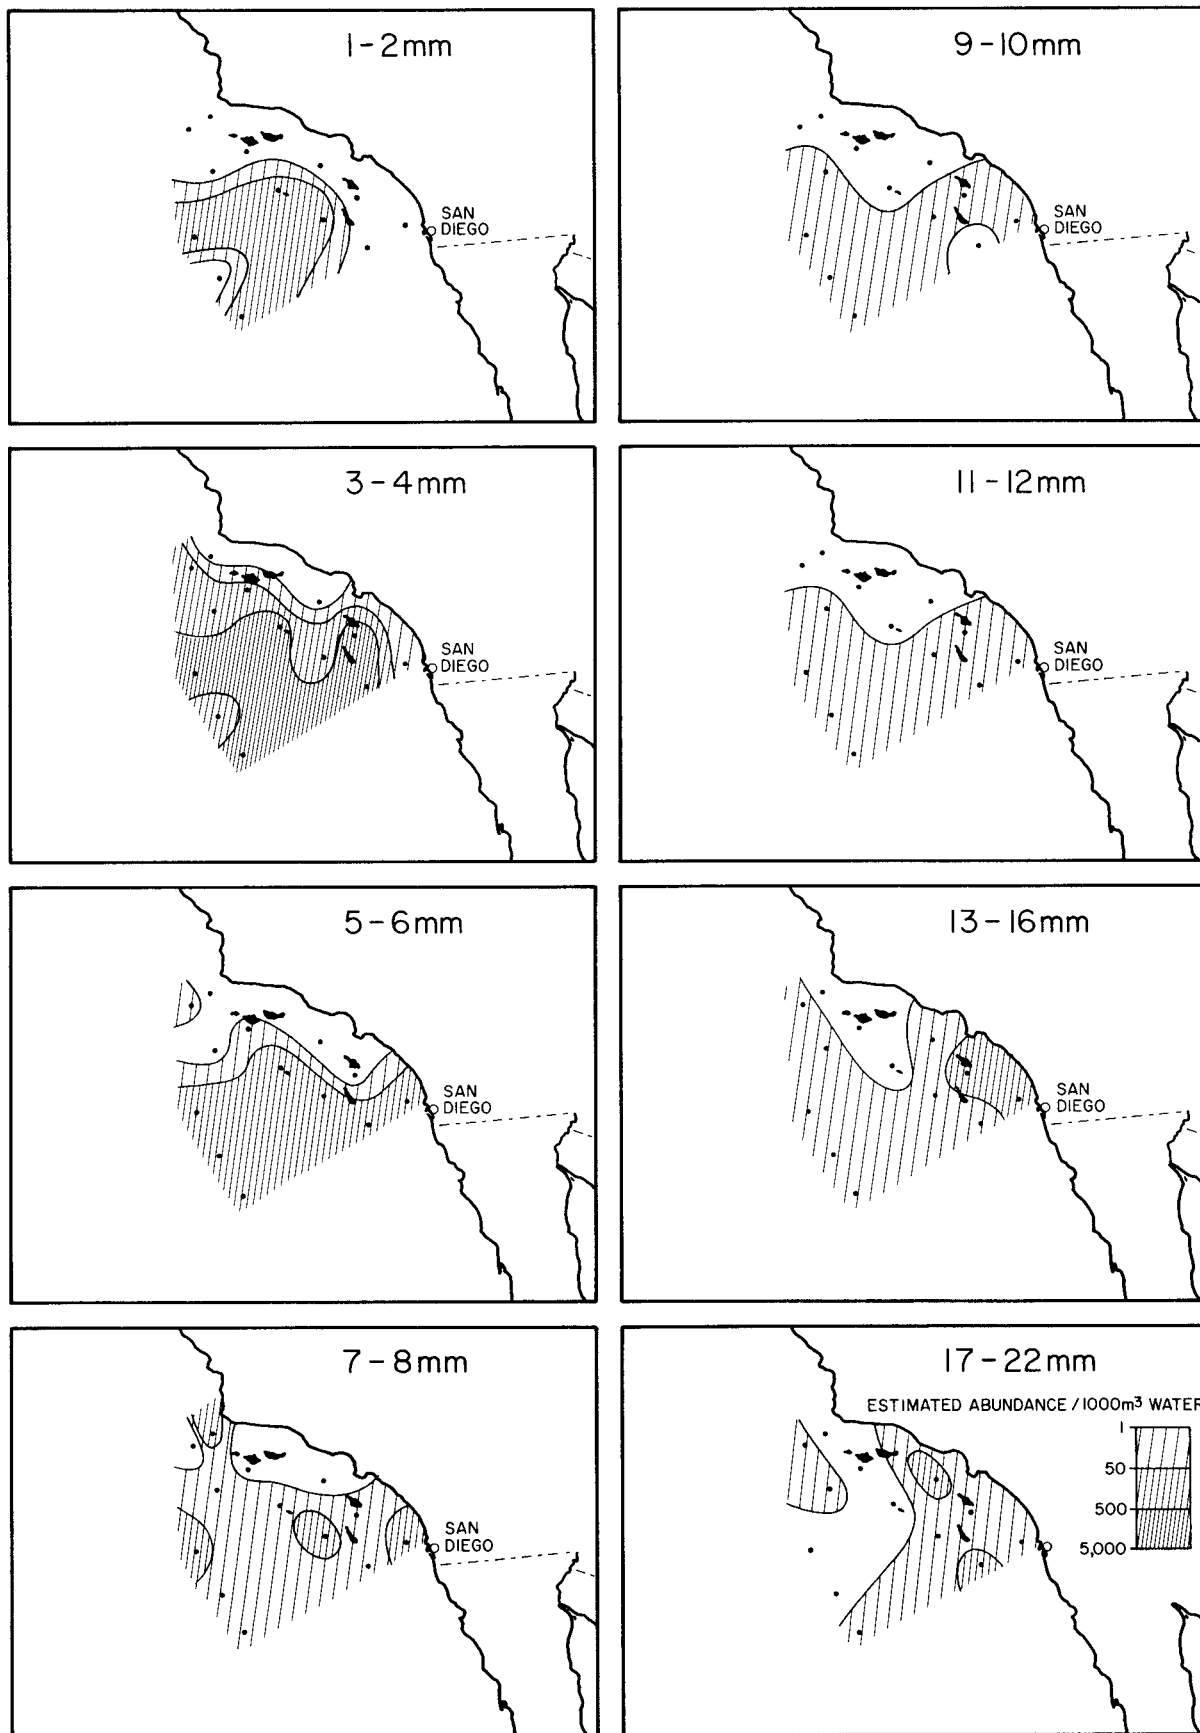 1-2mm
SAN
DIEGO
9-10mm
SAN
DIEGO
3-4mm
SAN
DIEGO
11-12mm
SAN
DIEGO
5-6mm
SAN
DIEGO
13-16mm
SAN
DIEGO
7-8mm
SAN
DIEGO
17-22mm
ESTIMATED ABUNDANCE / 1000m³ WATER
1
50
500
5,000